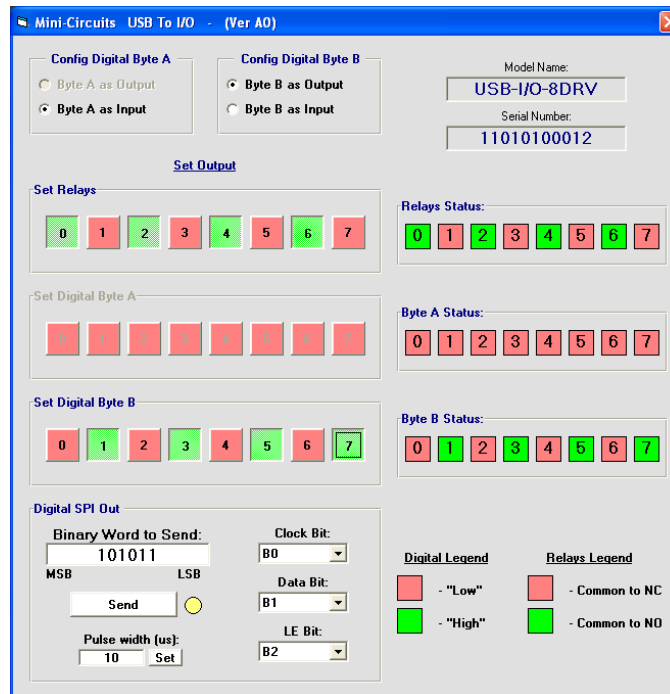 Mini-Circuits USB To I/O - (Ver A0)
Config Digital Byte A
Byte A as Output
Byte A as Input
Config Digital Byte B
Byte B as Output
Byte B as Input
Model Name:
USB-I/O-8DRV
Serial Number:
11010100012
Set Output
Set Relays
0 1 2 3 4 5 6 7
Relays Status:
0 1 2 3 4 5 6 7
Set Digital Byte A
0 1 2 3 4 5 6 7
Byte A Status:
0 1 2 3 4 5 6 7
Set Digital Byte B
0 1 2 3 4 5 6 7
Byte B Status:
0 1 2 3 4 5 6 7
Digital SPI Out
Binary Word to Send:
101011
MSB LSB
Send
Pulse width (us):
10 Set
Clock Bit:
B0
Data Bit:
B1
LE Bit:
B2
Digital Legend
- "Low"
- "High"
Relays Legend
- Common to NC
- Common to NO